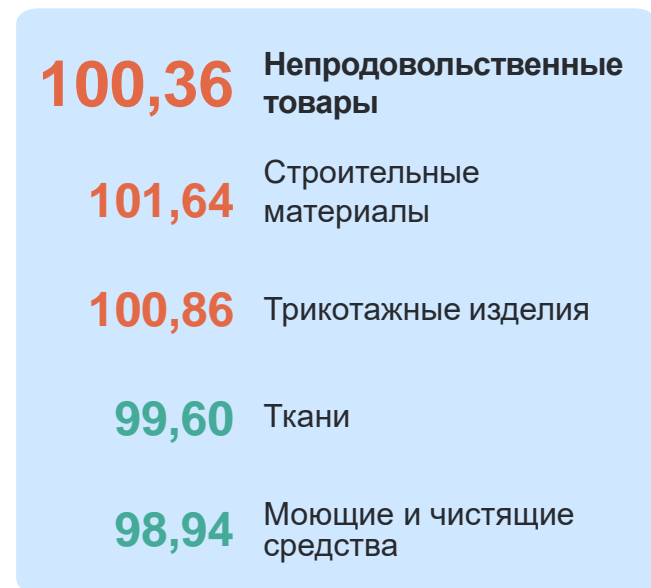 100,36 Непродовольственные
товары
101,64 Строительные
материалы
100,86 Трикотажные изделия
99,60 Ткани
98,94 Моющие и чистящие
средства